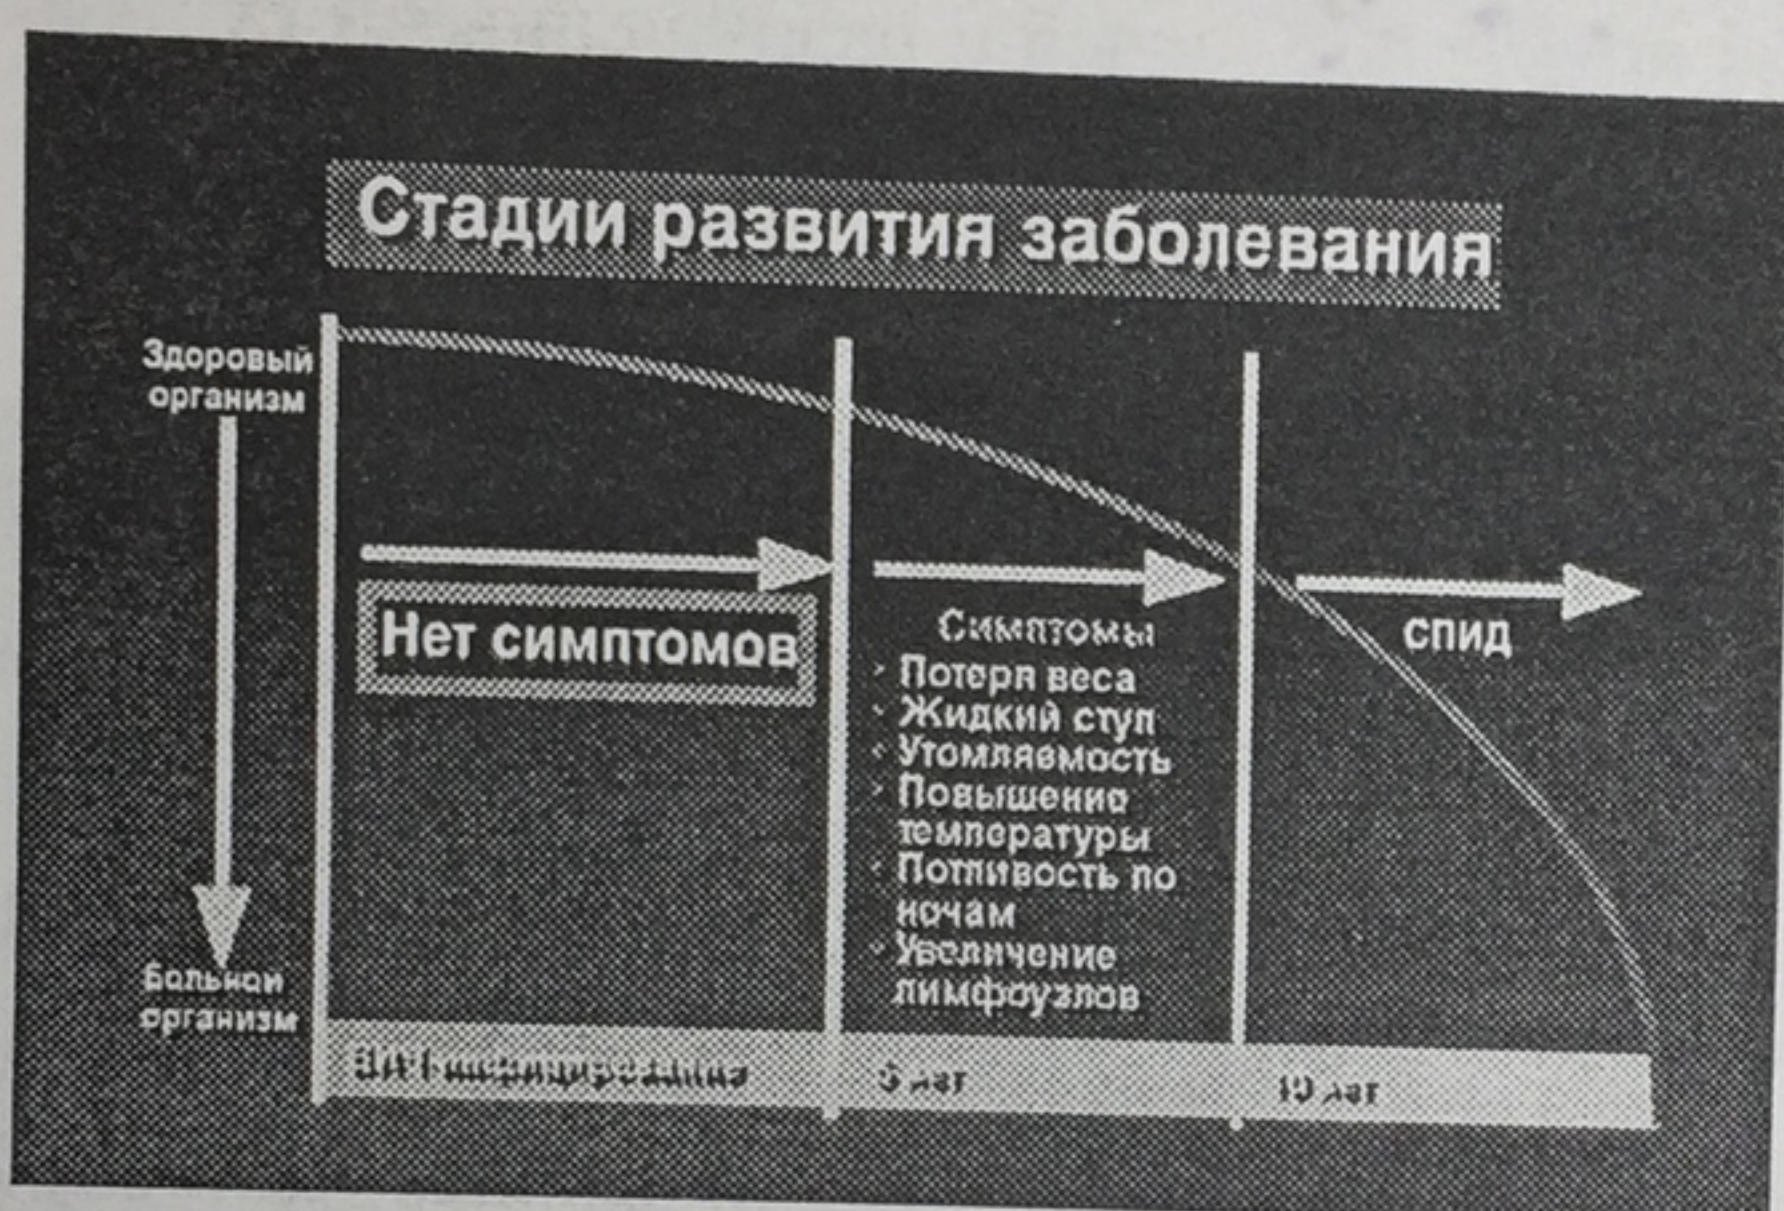 Стадии развития заболевания
Здоровый
организм
Нет симптомов
Симптомы
Потеря веса
Жидкий стул
Утомляемость
Повышение
температуры
Потливость по
ночам
Увеличение
лимфоузлов
СПИД
Больной
организм
лет
10 лет